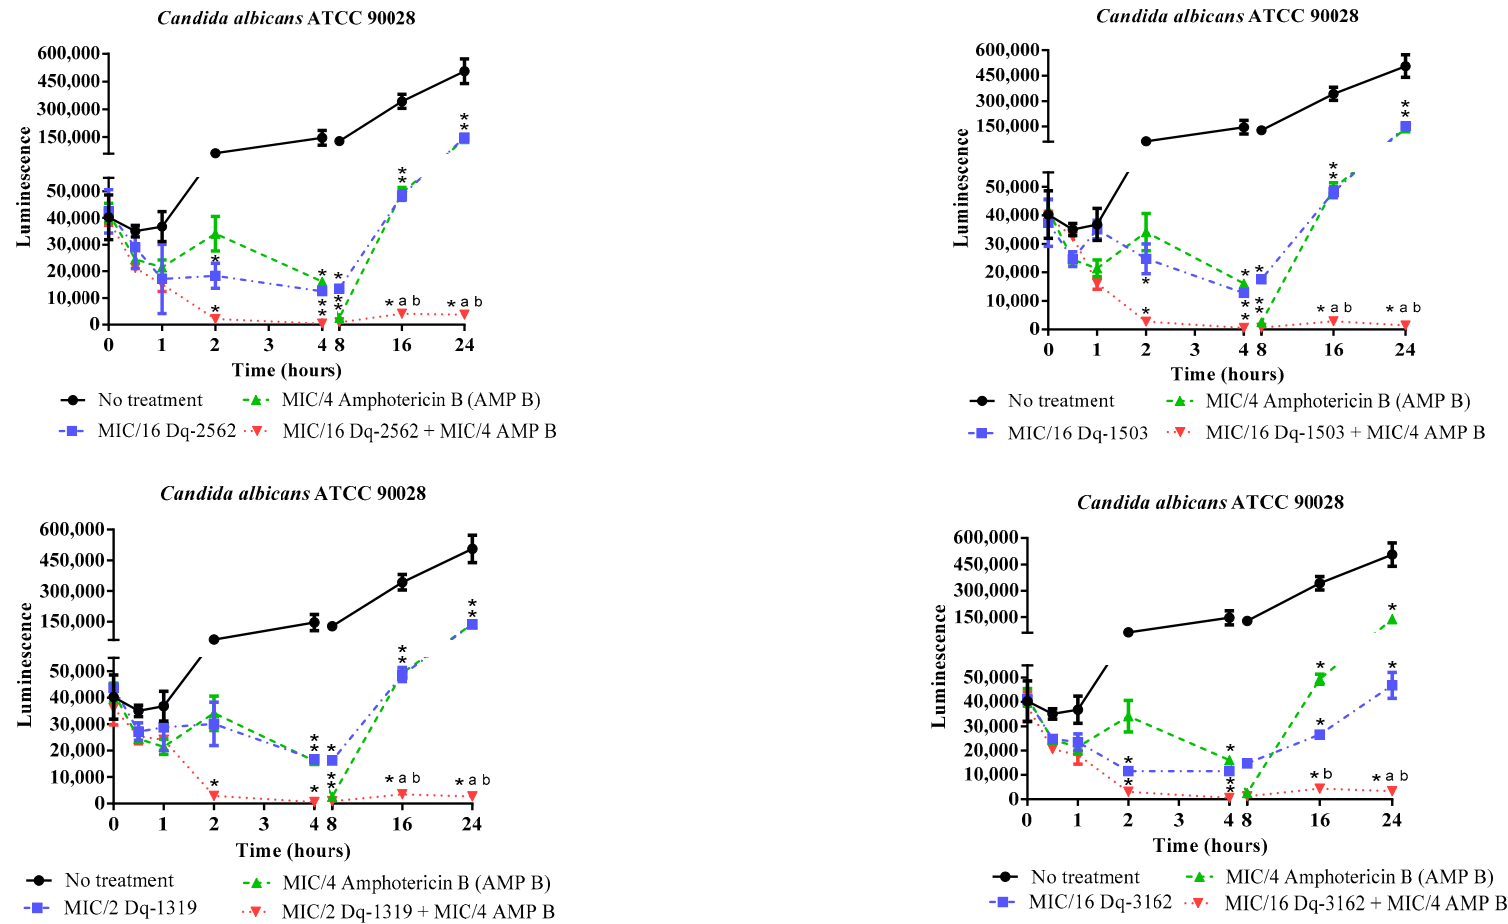 Candida albicans ATCC 90028
600,000
450,000
300,000
150,000
50,000
40,000
30,000
20,000
10,000
0
Luminescence
* *
* *
*
* * * *
* * *
*
* a b
* a b
0 1 2 3 4 8 16 24
Time (hours)
No treatment
MIC/4 Amphotericin B (AMP B)
MIC/16 Dq-2562
MIC/16 Dq-2562 + MIC/4 AMP B
Candida albicans ATCC 90028
600,000
450,000
300,000
150,000
50,000
40,000
30,000
20,000
10,000
0
Luminescence
* *
* *
*
* * * *
* * *
*
* a b
* a b
0 1 2 3 4 8 16 24
Time (hours)
No treatment
MIC/4 Amphotericin B (AMP B)
MIC/16 Dq-1503
MIC/16 Dq-1503 + MIC/4 AMP B
Candida albicans ATCC 90028
600,000
450,000
300,000
150,000
50,000
40,000
30,000
20,000
10,000
0
Luminescence
* *
* *
* * *
* * *
*
* a b
* a b
0 1 2 3 4 8 16 24
Time (hours)
No treatment
MIC/4 Amphotericin B (AMP B)
MIC/2 Dq-1319
MIC/2 Dq-1319 + MIC/4 AMP B
Candida albicans ATCC 90028
600,000
450,000
300,000
150,000
50,000
40,000
30,000
20,000
10,000
0
Luminescence
*
*
*
*
* *
* * *
* b
* a b
0 1 2 3 4 8 16 24
Time (hours)
No treatment
MIC/4 Amphotericin B (AMP B)
MIC/16 Dq-3162
MIC/16 Dq-3162 + MIC/4 AMP B